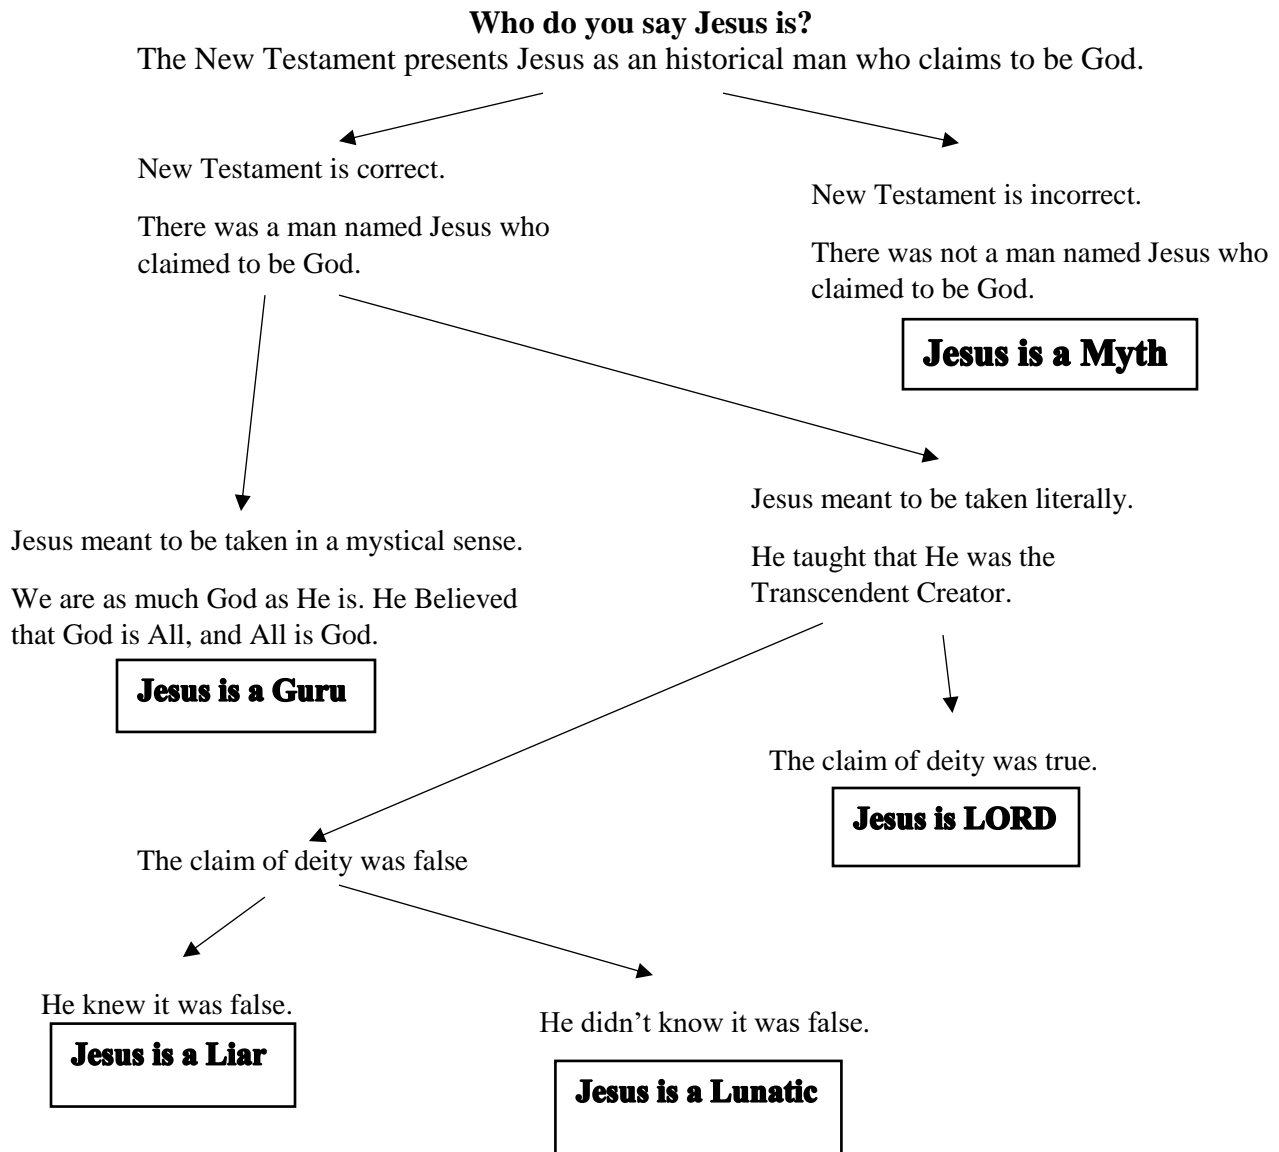 Who do you say Jesus is?
The New Testament presents Jesus as an historical man who claims to be God.
New Testament is correct.
There was a man named Jesus who
claimed to be God.
New Testament is incorrect.
There was not a man named Jesus who
claimed to be God.
Jesus is a Myth
Jesus meant to be taken in a mystical sense.
We are as much God as He is. He Believed
that God is All, and All is God.
Jesus is a Guru
Jesus meant to be taken literally.
He taught that He was the
Transcendent Creator.
The claim of deity was true.
Jesus is LORD
The claim of deity was false
He knew it was false.
Jesus is a Liar
He didn’t know it was false.
Jesus is a Lunatic